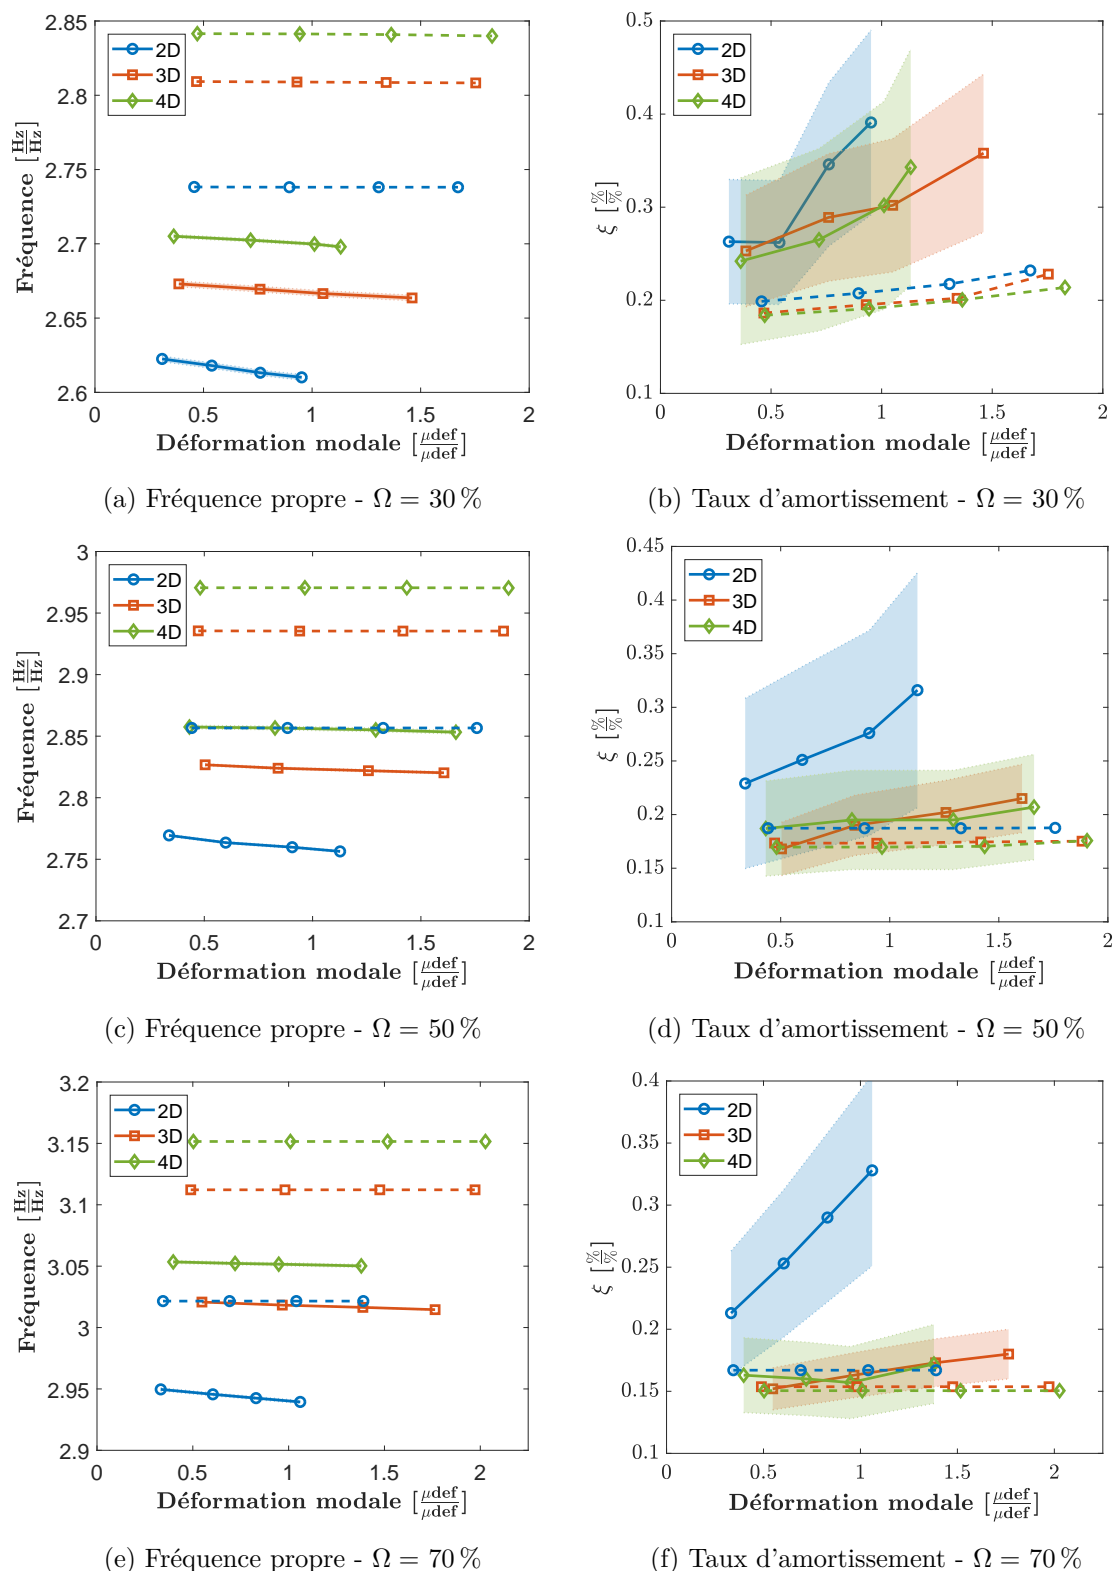 2.85
2.8
2.75
2.7
2.65
2.6
Fréquence [Hz/Hz]
2D
3D
4D
0 0.5 1 1.5 2
Déformation modale [μdef/μdef]
(a) Fréquence propre - Ω = 30 %
0.5
0.4
0.3
0.2
0.1
ξ [%/%]
2D
3D
4D
0 0.5 1 1.5 2
Déformation modale [μdef/μdef]
(b) Taux d'amortissement - Ω = 30 %
3
2.95
2.9
2.85
2.8
2.75
2.7
Fréquence [Hz/Hz]
2D
3D
4D
0 0.5 1 1.5 2
Déformation modale [μdef/μdef]
(c) Fréquence propre - Ω = 50 %
0.45
0.4
0.35
0.3
0.25
0.2
0.15
0.1
ξ [%/%]
2D
3D
4D
0 0.5 1 1.5 2
Déformation modale [μdef/μdef]
(d) Taux d'amortissement - Ω = 50 %
3.2
3.15
3.1
3.05
3
2.95
2.9
Fréquence [Hz/Hz]
2D
3D
4D
0 0.5 1 1.5 2
Déformation modale [μdef/μdef]
(e) Fréquence propre - Ω = 70 %
0.4
0.35
0.3
0.25
0.2
0.15
0.1
ξ [%/%]
2D
3D
4D
0 0.5 1 1.5 2
Déformation modale [μdef/μdef]
(f) Taux d'amortissement - Ω = 70 %